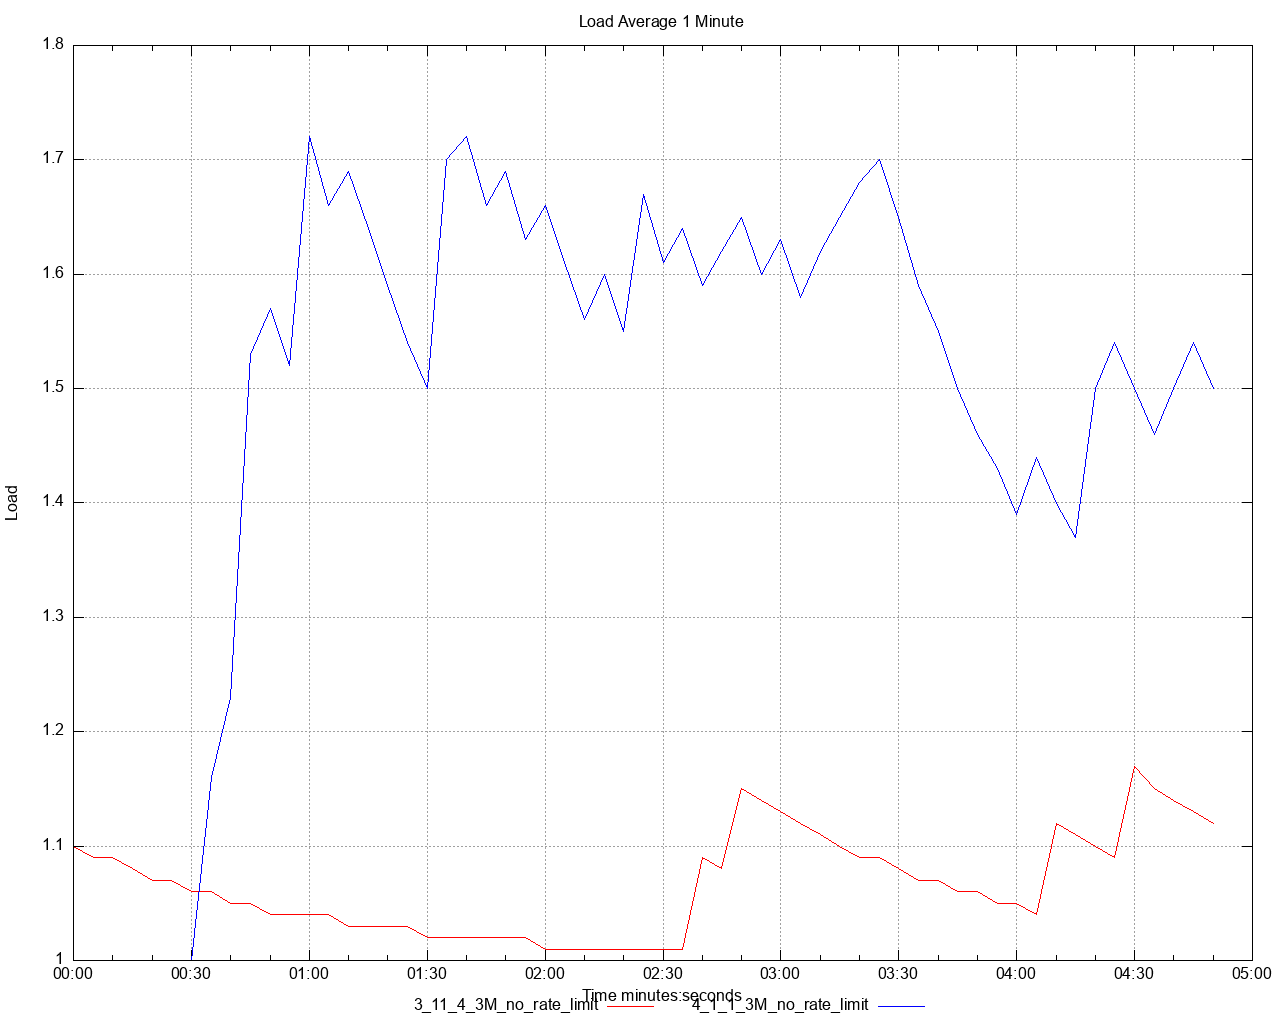 Load Average 1 Minute
1.8
1.7
1.6
1.5
1.4
1.3
1.2
1.1
1
Load
00:00 00:30 01:00 01:30 02:00 02:30 03:00 03:30 04:00 04:30 05:00
Time minutes:seconds
3_11_4_3M_no_rate_limit 4_1_1_3M_no_rate_limit